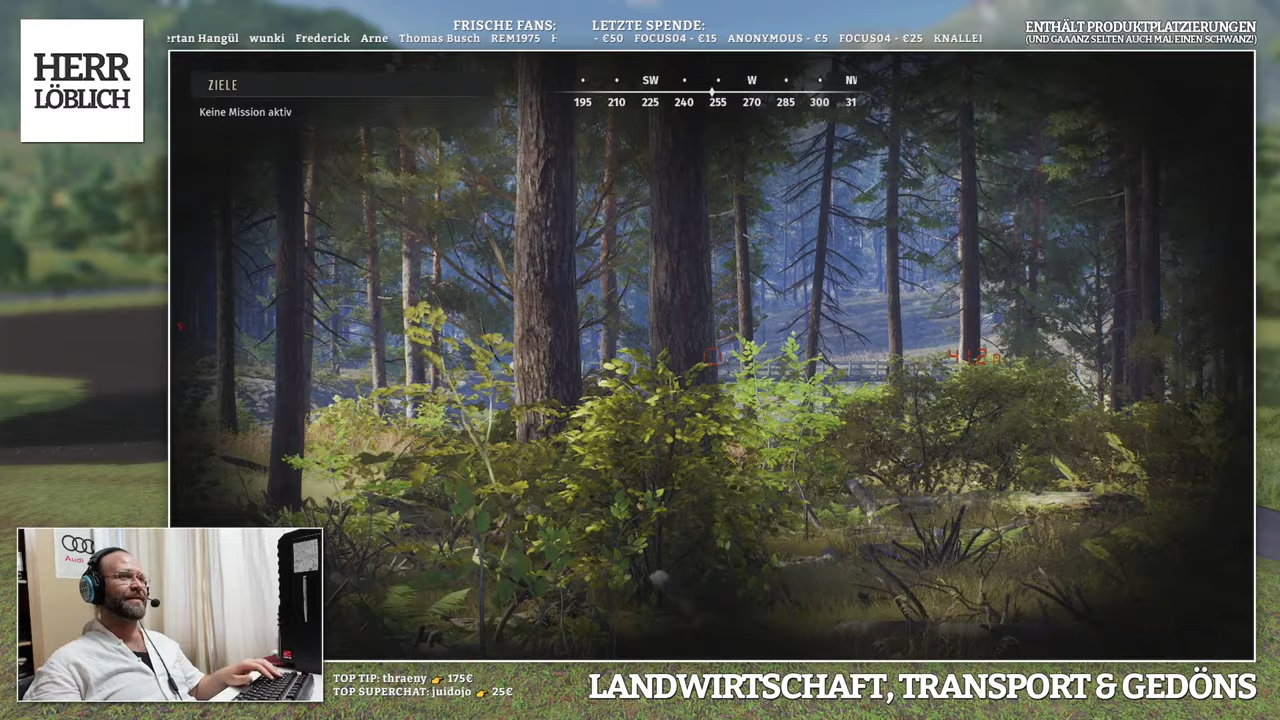 HERR
LÖBLICH
FRISCHE FANS:
ertan Hangül wunki Frederick Arne Thomas Busch REM1975
LETZTE SPENDE:
- €50 FOCUS04 - €15 ANONYMOUS - €5 FOCUS04 - €25 KNALLEI
ENTHÄLT PRODUKTPLATZIERUNGEN
(UND GAAANZ SELTEN AUCH MAL EINEN SCHWANZ!)
ZIELE
Keine Mission aktiv
SW W NW
195 210 225 240 255 270 285 300 31
412
Audi
TOP TIP: thraeny 👉 175€
TOP SUPERCHAT: juidojo 👉 25€
LANDWIRTSCHAFT, TRANSPORT & GEDÖNS